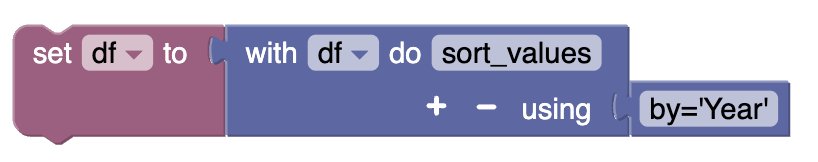 set df to with df do sort_values
+ - using by='Year'